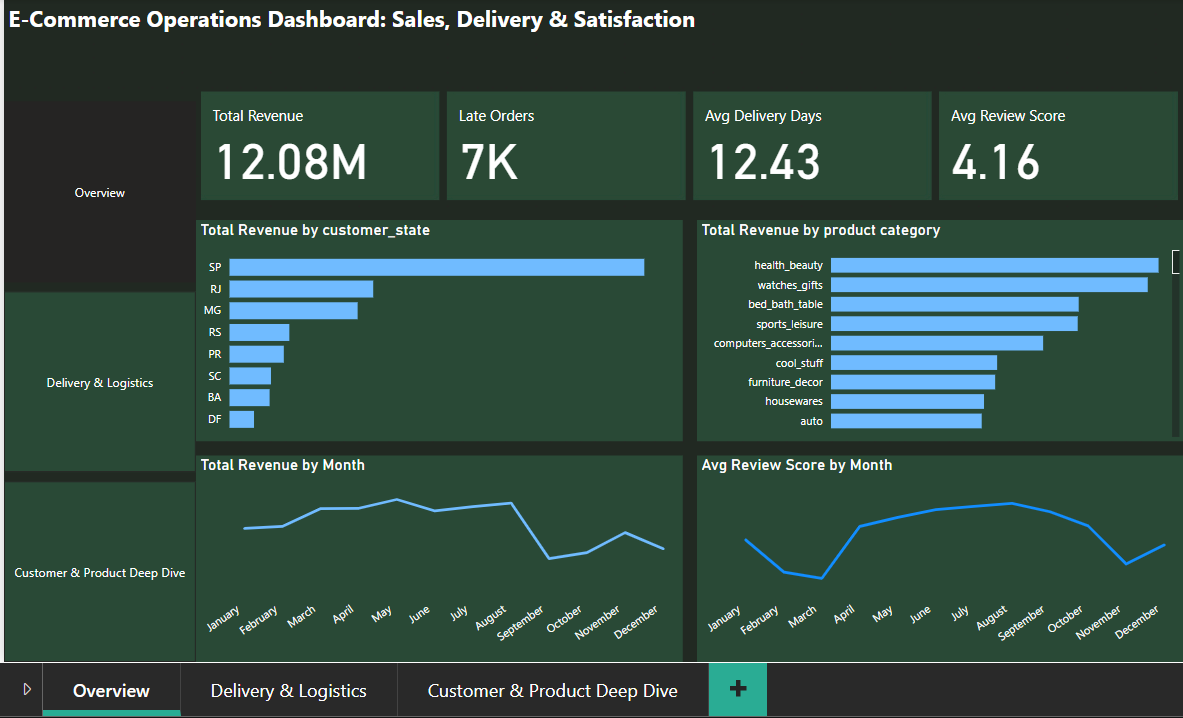 E-Commerce Operations Dashboard: Sales, Delivery & Satisfaction
Overview
Delivery & Logistics
Customer & Product Deep Dive
Total Revenue
12.08M
Late Orders
7K
Avg Delivery Days
12.43
Avg Review Score
4.16
Total Revenue by customer_state
SP
RJ
MG
RS
PR
SC
BA
DF
Total Revenue by product category
health_beauty
watches_gifts
bed_bath_table
sports_leisure
computers_accessori...
cool_stuff
furniture_decor
housewares
auto
Total Revenue by Month
January
February
March
April
May
June
July
August
September
October
November
December
Avg Review Score by Month
January
February
March
April
May
June
July
August
September
October
November
December
Overview
Delivery & Logistics
Customer & Product Deep Dive
+